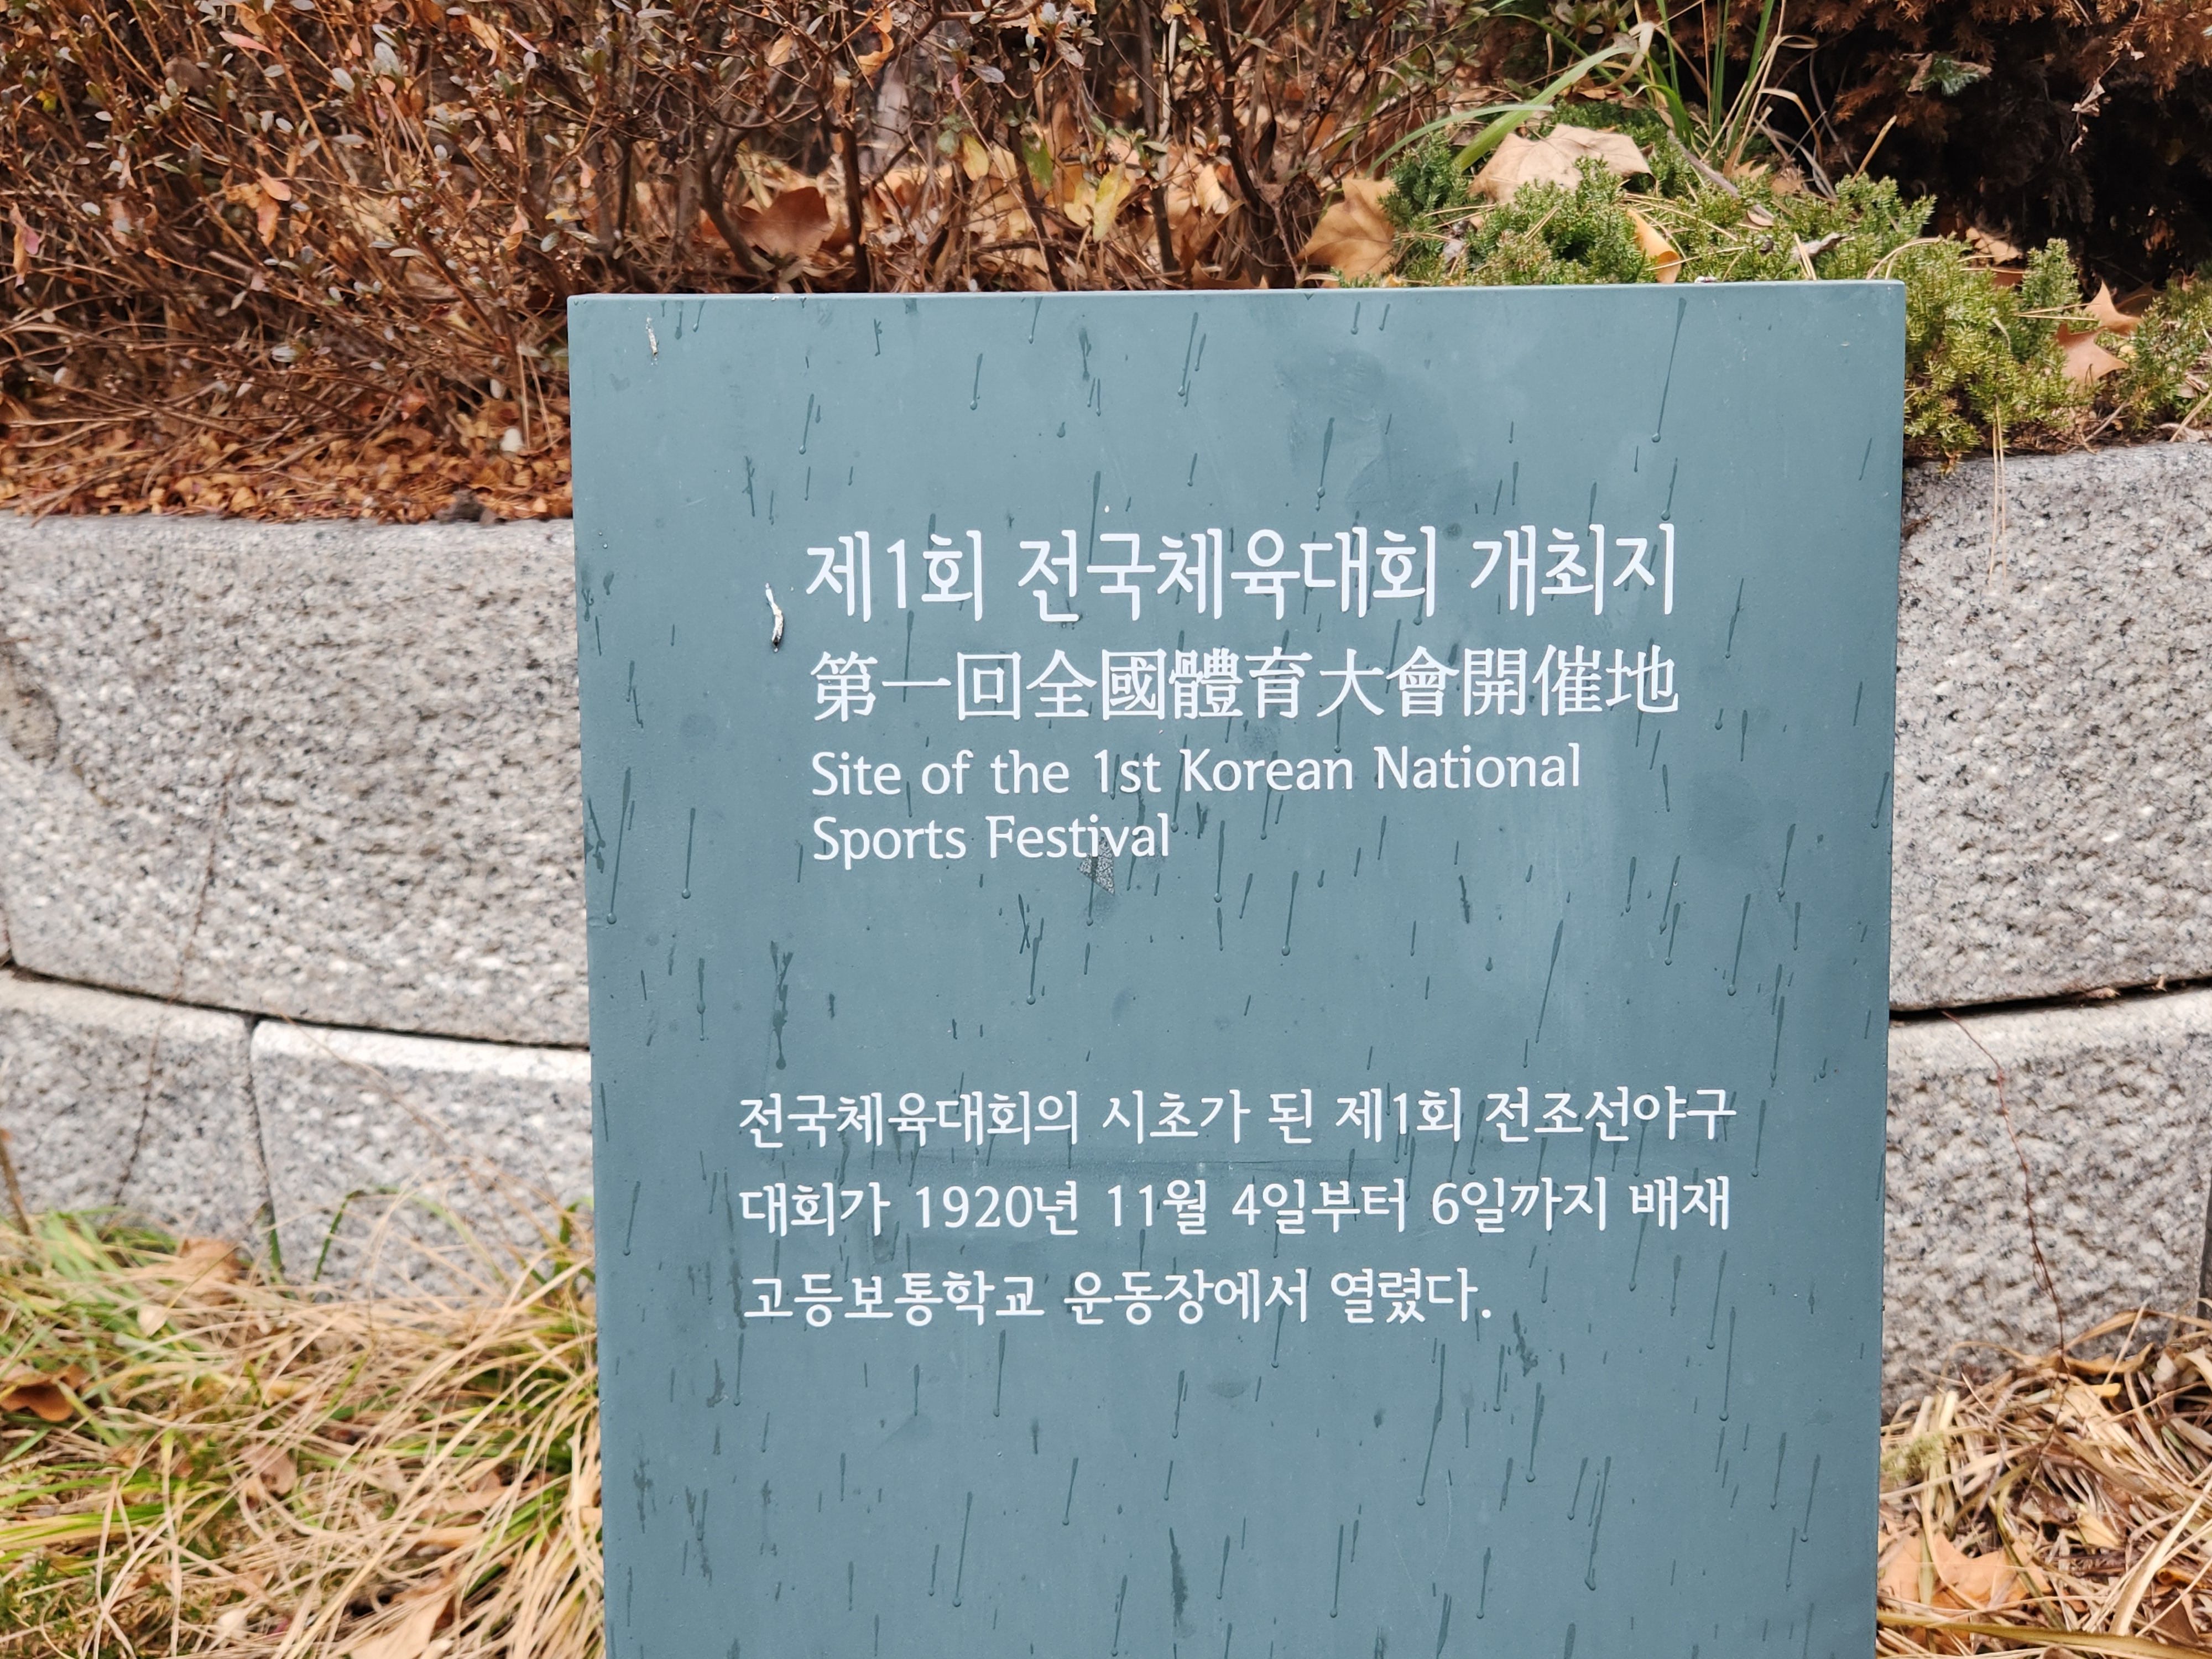 제1회 전국체육대회 개최지
第一回全國體育大會開催地
Site of the 1st Korean National
Sports Festival
전국체육대회의 시초가 된 제1회 전조선야구
대회가 1920년 11월 4일부터 6일까지 배재
고등보통학교 운동장에서 열렸다.